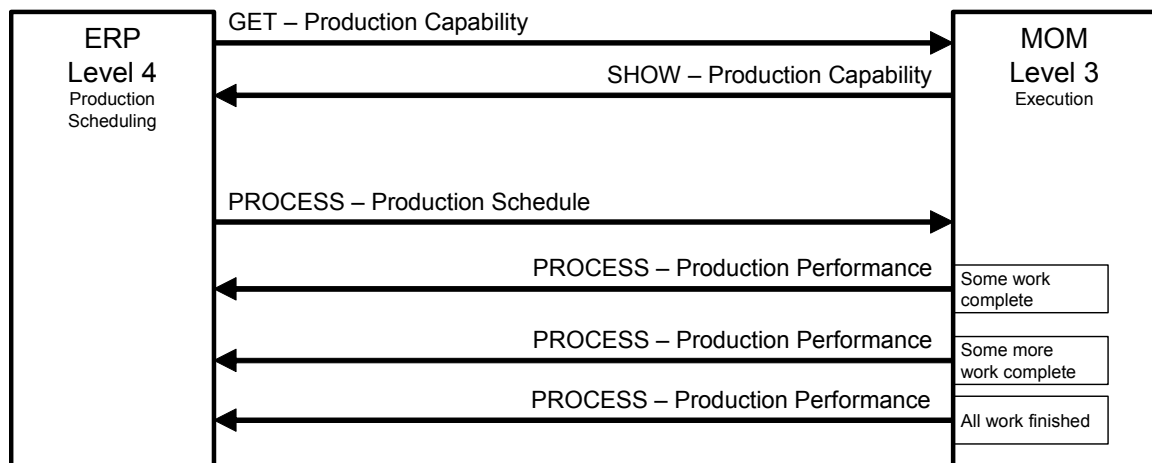 GET – Production Capability
ERP
Level 4
Production
Scheduling
MOM
Level 3
Execution
SHOW – Production Capability
PROCESS – Production Schedule
PROCESS – Production Performance
Some work
complete
PROCESS – Production Performance
Some more
work complete
PROCESS – Production Performance
All work finished